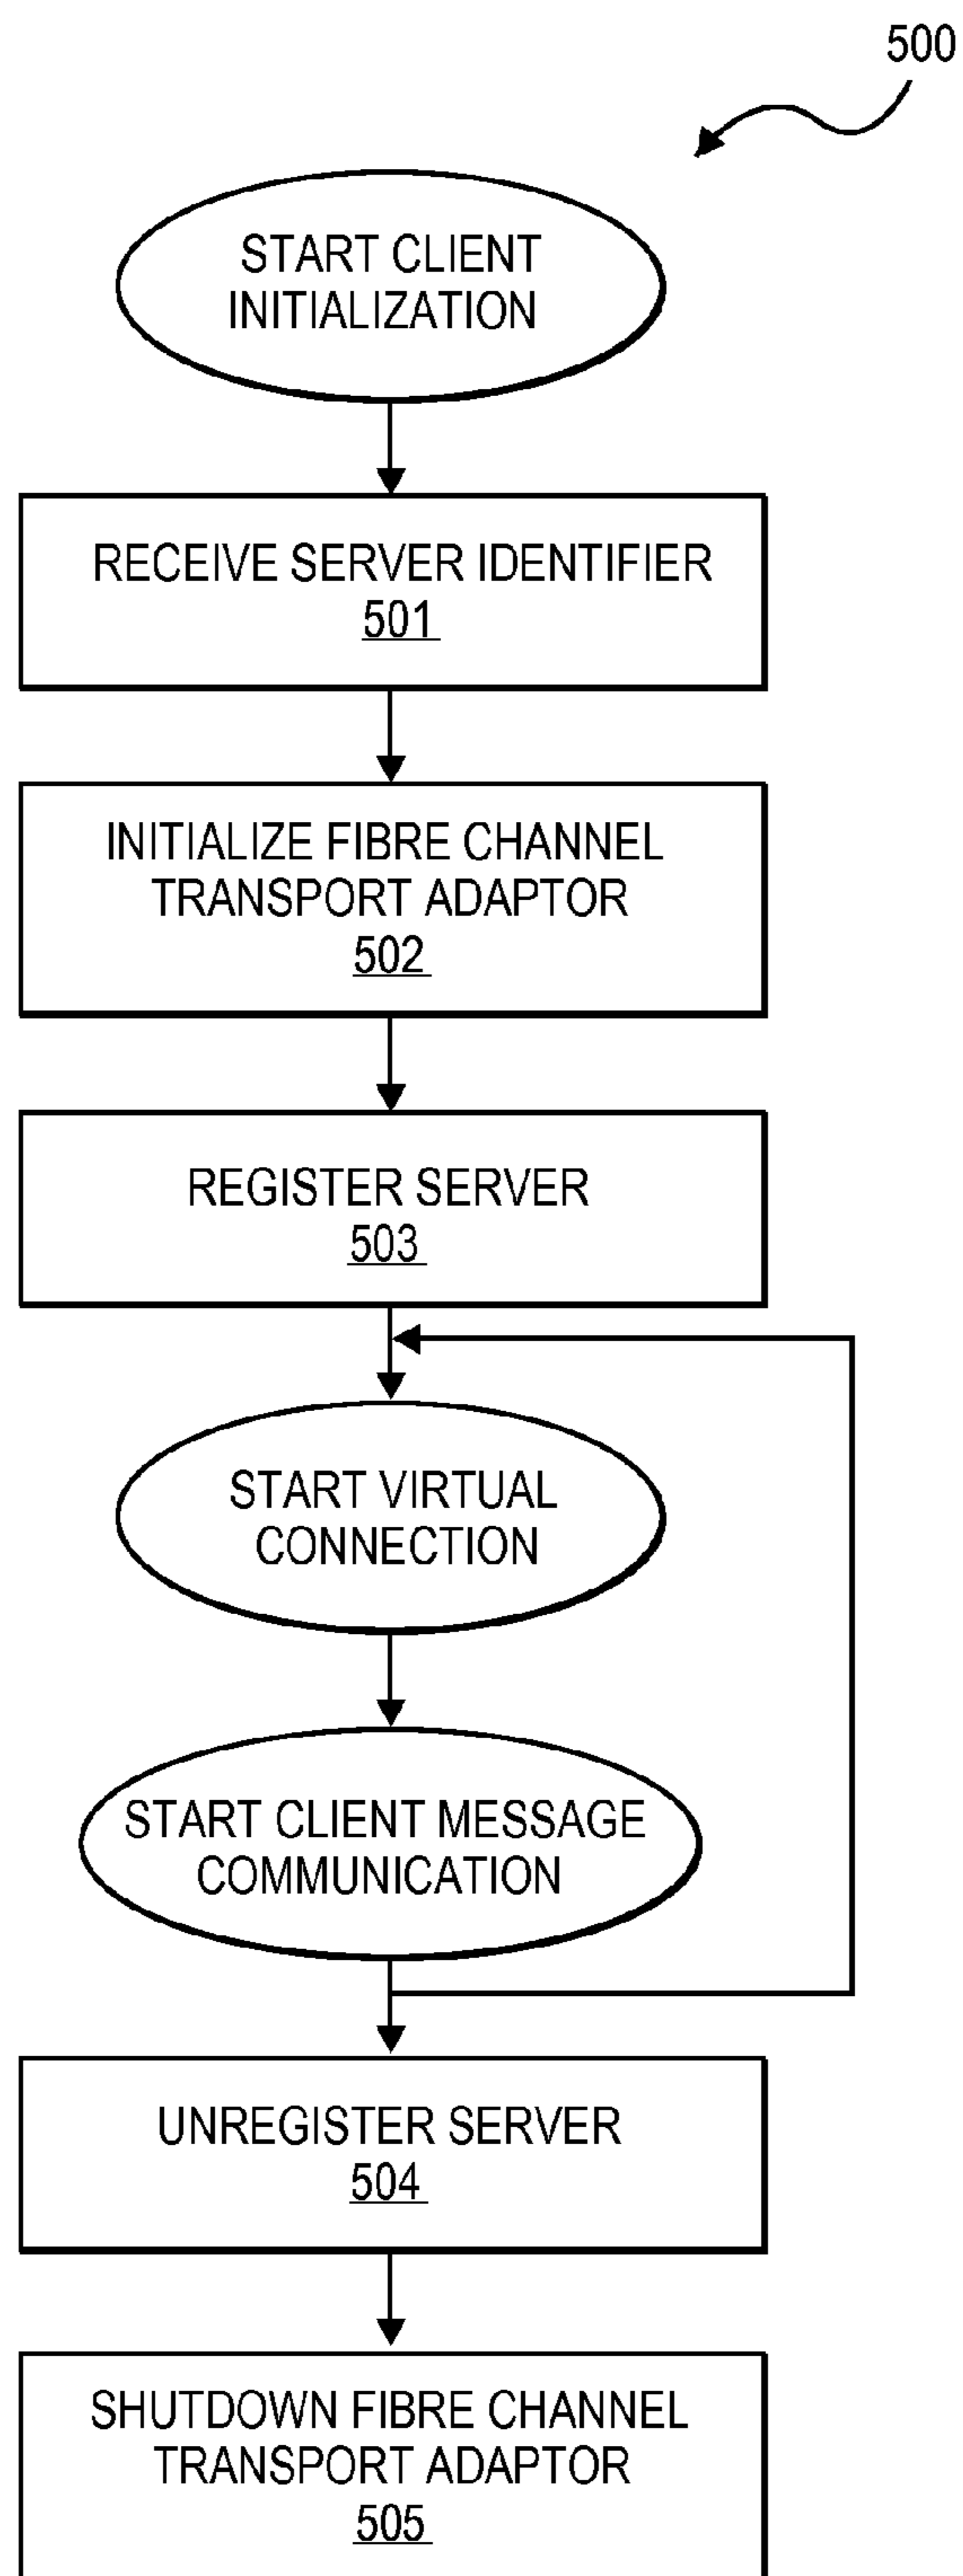 500
START CLIENT
INITIALIZATION
RECEIVE SERVER IDENTIFIER
501
INITIALIZE FIBRE CHANNEL
TRANSPORT ADAPTOR
502
REGISTER SERVER
503
START VIRTUAL
CONNECTION
START CLIENT MESSAGE
COMMUNICATION
UNREGISTER SERVER
504
SHUTDOWN FIBRE CHANNEL
TRANSPORT ADAPTOR
505